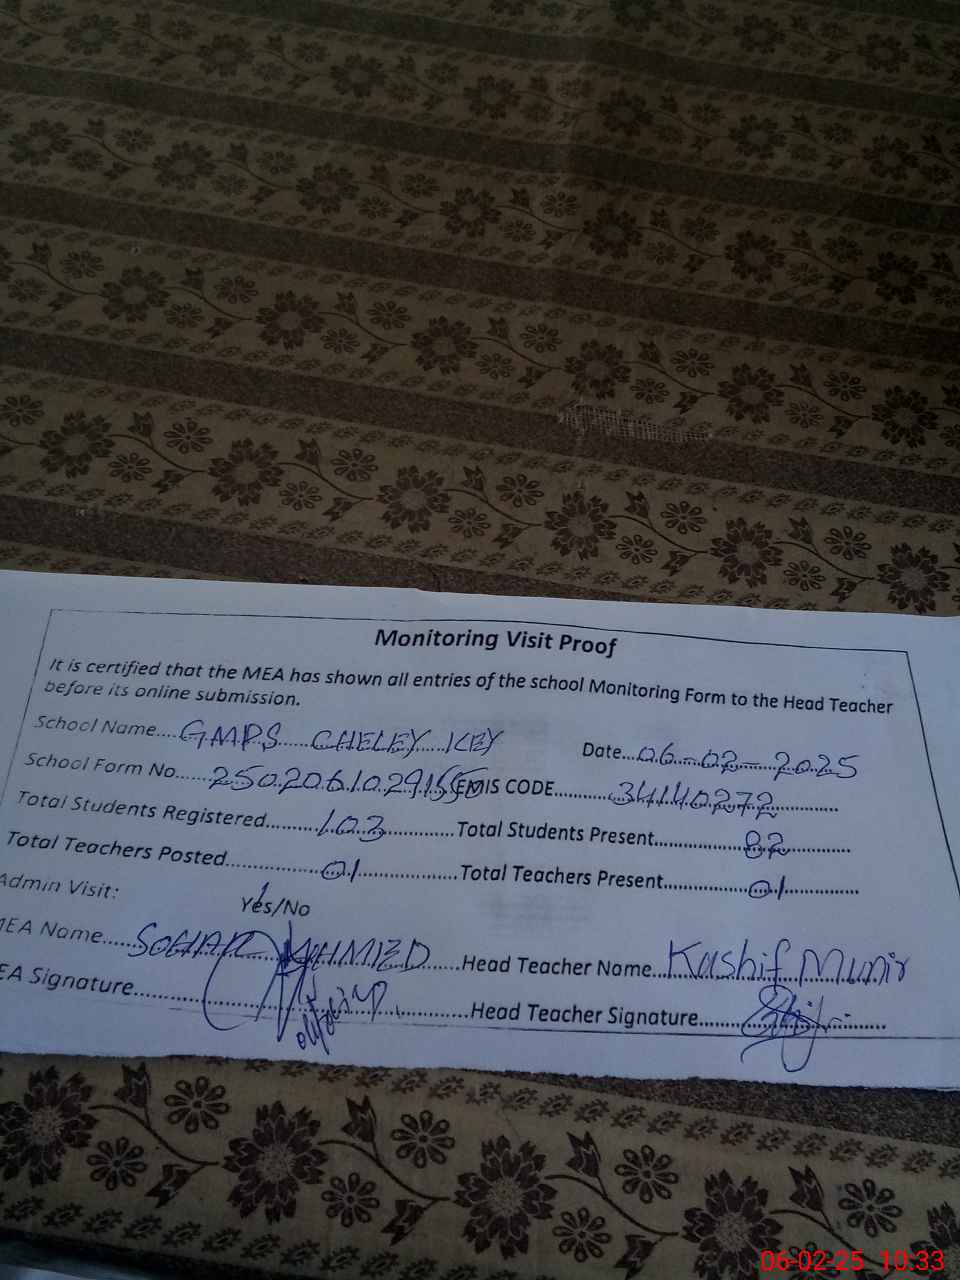 Monitoring Visit Proof
It is certified that the MEA has shown all entries of the school Monitoring Form to the Head Teacher
before its online submission.
School Name....GMPS CHELEY KEY Date...06-02-2025
School Form No...... EMIS CODE..........34140272
Total Students Registered.........103.............Total Students Present..............82
Total Teachers Posted...............01...............Total Teachers Present.............01
Admin Visit: Yes/No
MEA Name......SOHAIL AHMED......Head Teacher Name...Kashif Munir
EA Signature............Head Teacher Signature.......
06-02-25 10:33